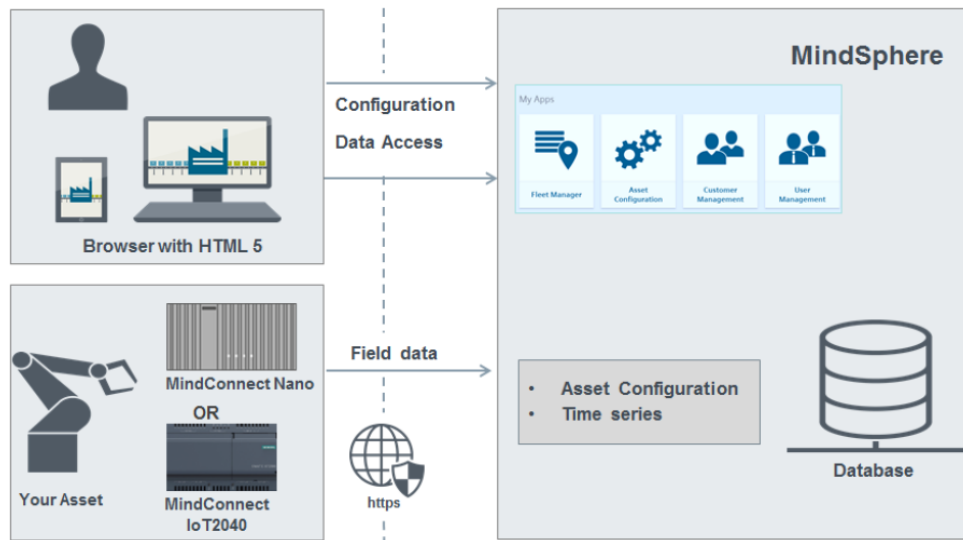 MindSphere
Configuration
Data Access
My Apps
Fleet Manager
Asset
Configuration
Customer
Management
User
Management
Browser with HTML 5
Field data
MindConnect Nano
OR
MindConnect
IoT2040
Your Asset
https
• Asset Configuration
• Time series
Database